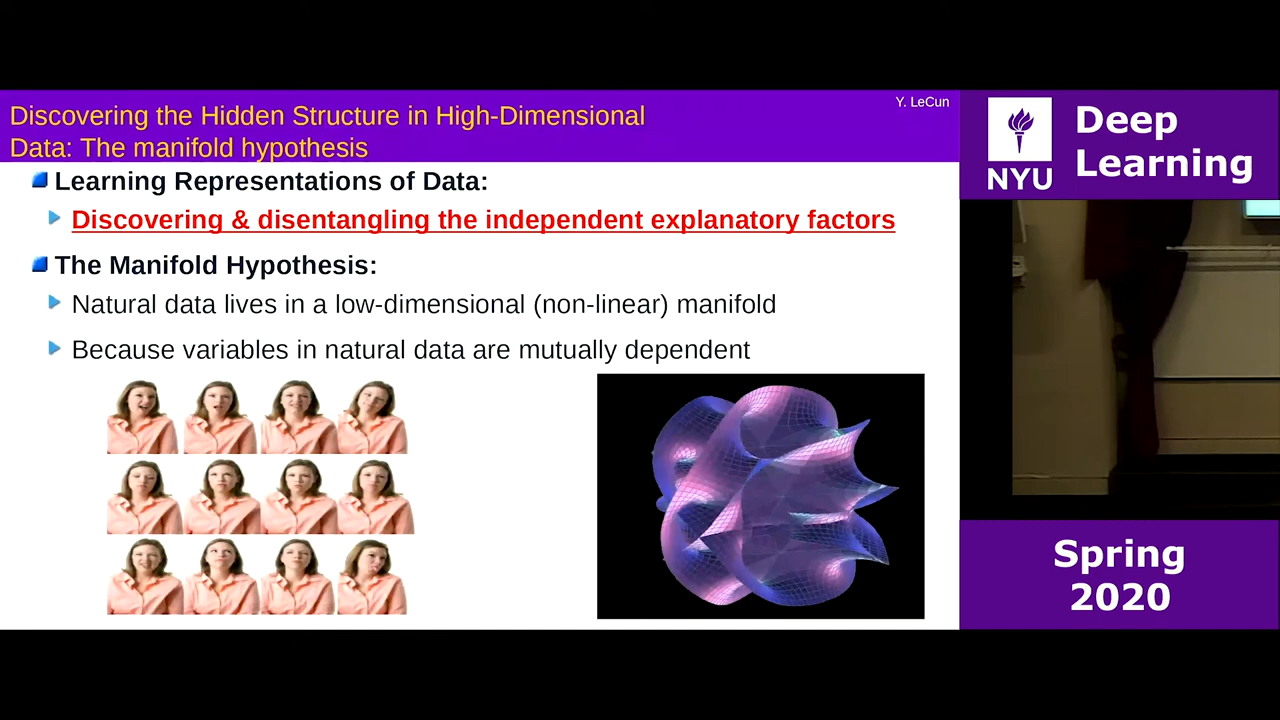 Discovering the Hidden Structure in High-Dimensional
Data: The manifold hypothesis
Y. LeCun
Learning Representations of Data:
Discovering & disentangling the independent explanatory factors
The Manifold Hypothesis:
Natural data lives in a low-dimensional (non-linear) manifold
Because variables in natural data are mutually dependent
NYU
Deep
Learning
Spring
2020